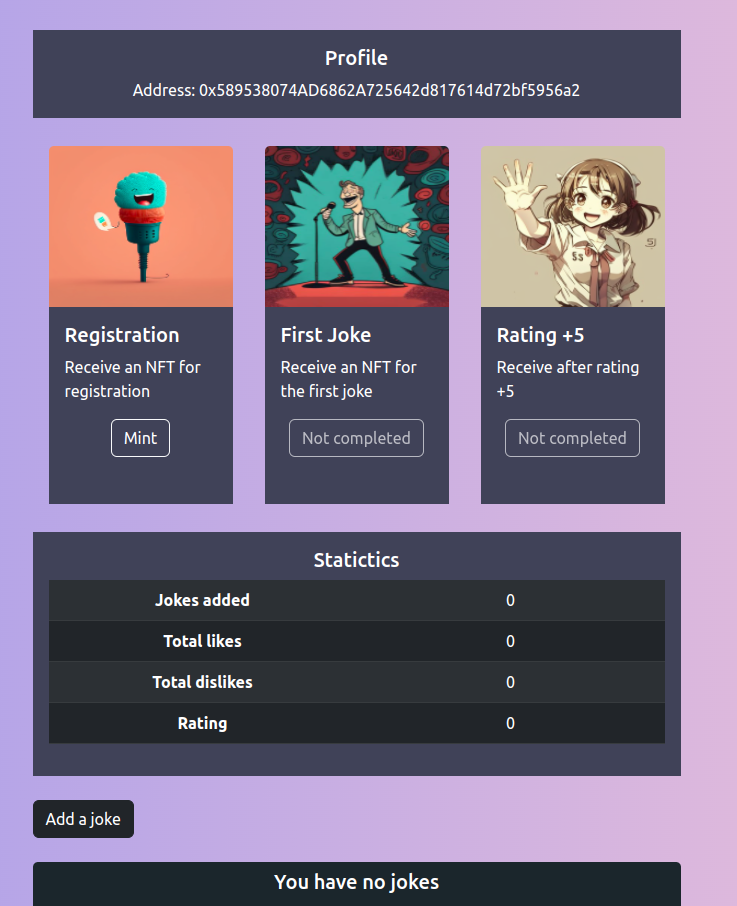 Profile
Address: 0x589538074AD6862A725642d817614d72bf5956a2
Registration
Receive an NFT for
registration
Mint
First Joke
Receive an NFT for
the first joke
Not completed
Rating +5
Receive after rating
+5
Not completed
Statictics
Jokes added 0
Total likes 0
Total dislikes 0
Rating 0
Add a joke
You have no jokes